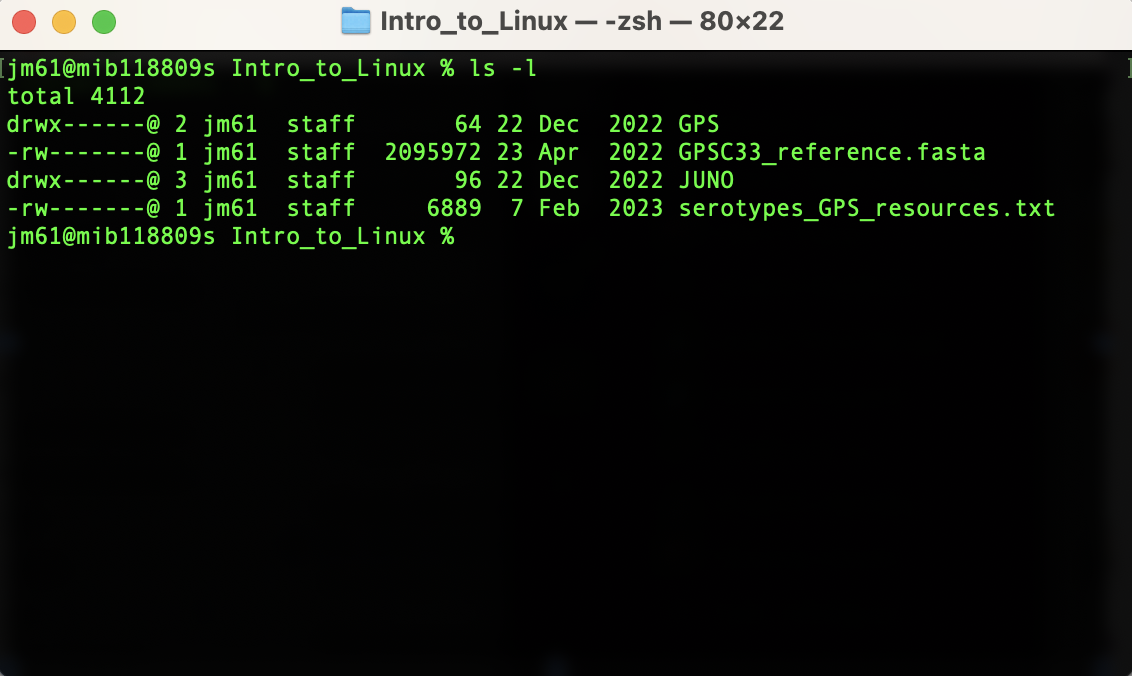 Intro_to_Linux — -zsh — 80×22
[jm61@mib118809s Intro_to_Linux % ls -l ]
total 4112
drwx------@ 2 jm61  staff       64 22 Dec  2022 GPS
-rw-------@ 1 jm61  staff  2095972 23 Apr  2022 GPSC33_reference.fasta
drwx------@ 3 jm61  staff       96 22 Dec  2022 JUNO
-rw-------@ 1 jm61  staff     6889  7 Feb  2023 serotypes_GPS_resources.txt
jm61@mib118809s Intro_to_Linux %